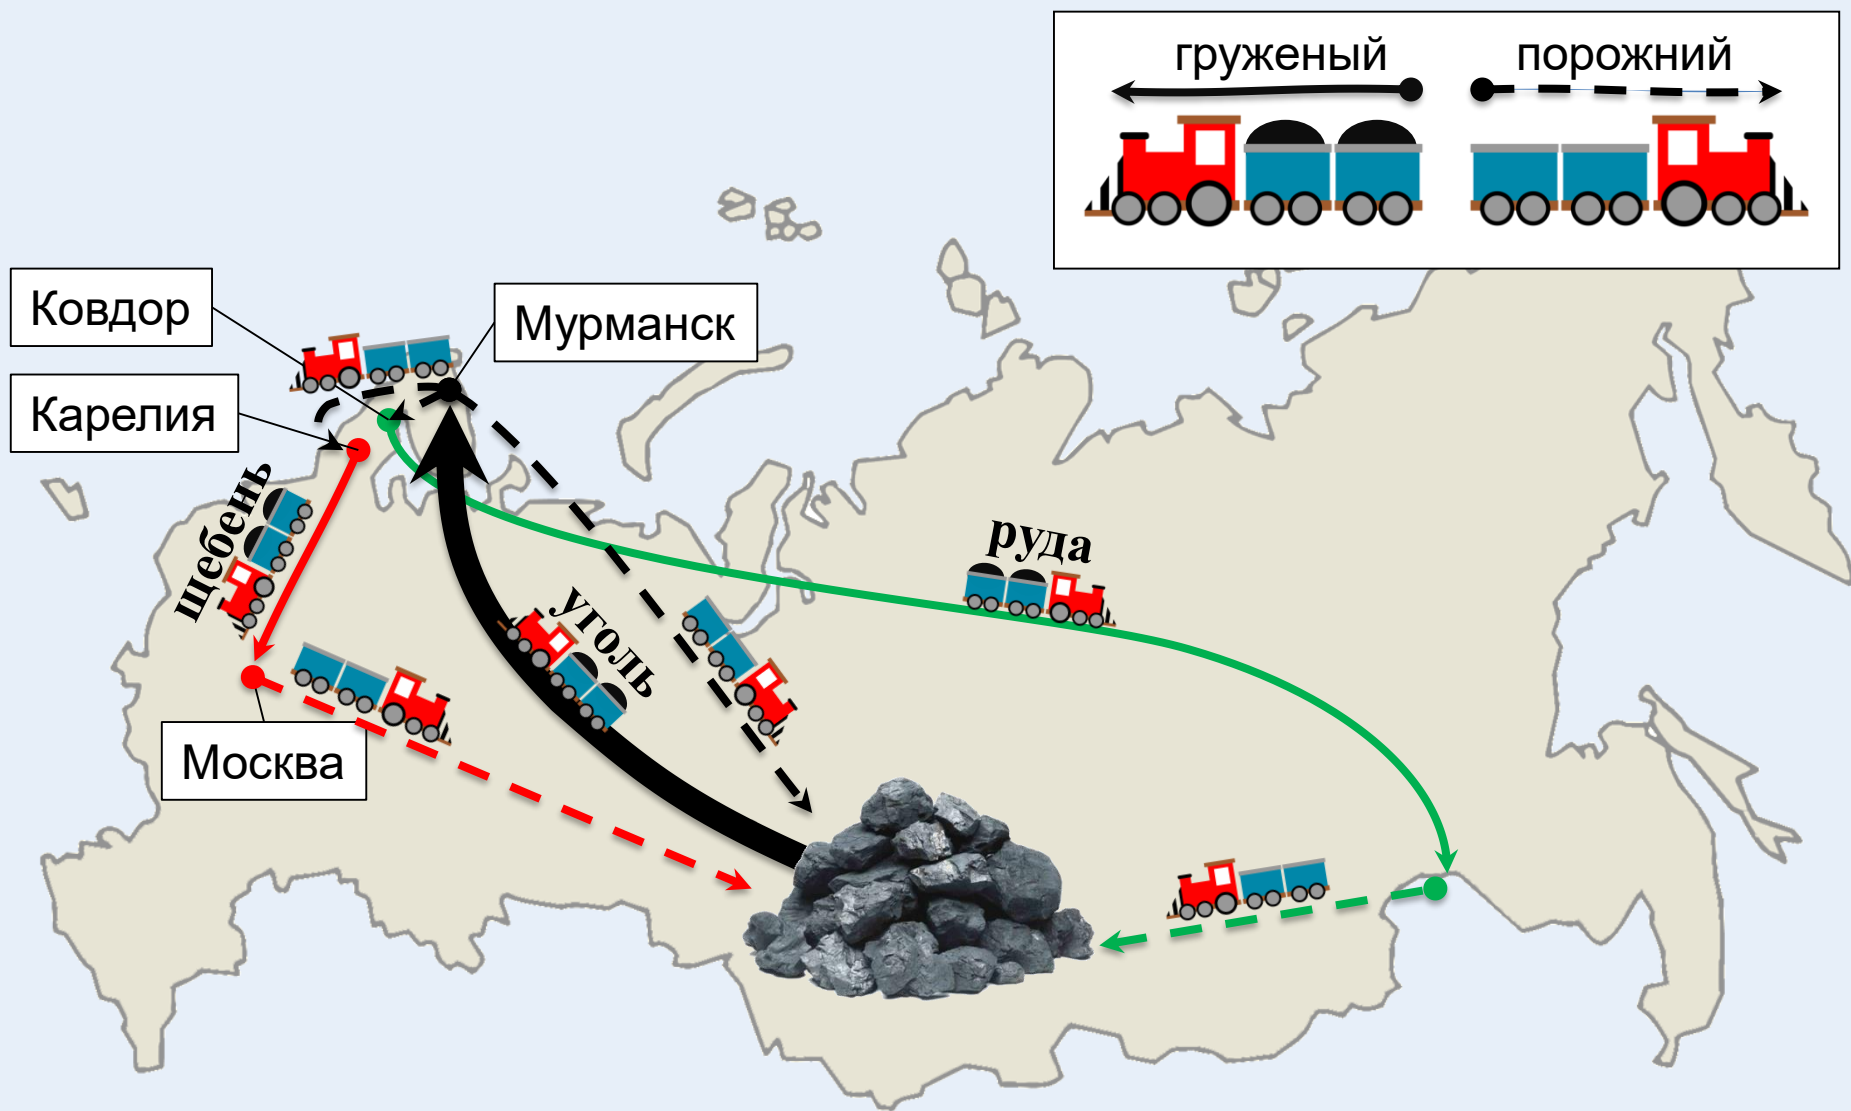 груженый
порожний
Ковдор
Мурманск
Карелия
щебень
руда
уголь
Москва